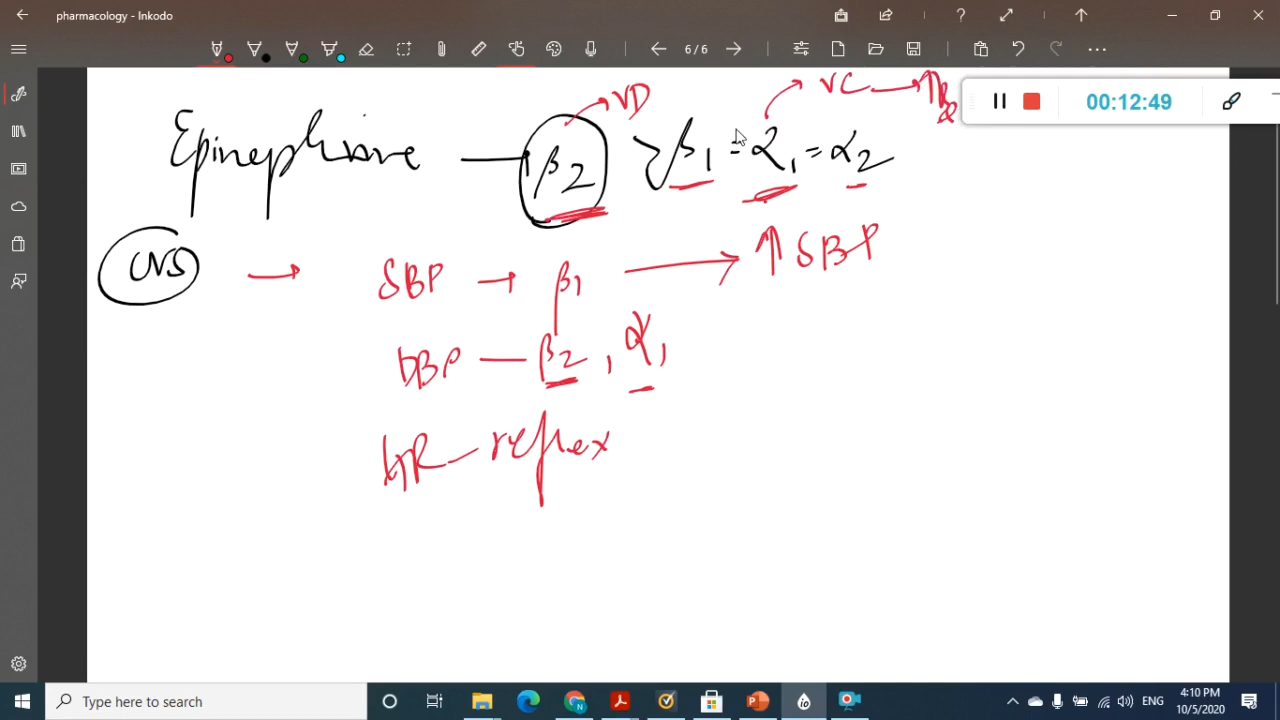 pharmacology - Inkodo
6/6
00:12:49
VD
VC → ↑
Epinephrine — β2 > β1 = α1 = α2
CVS → SBP → β1 → ↑ SBP
DBP — β2, α1
HR — reflex
Type here to search
ENG
4:10 PM
10/5/2020